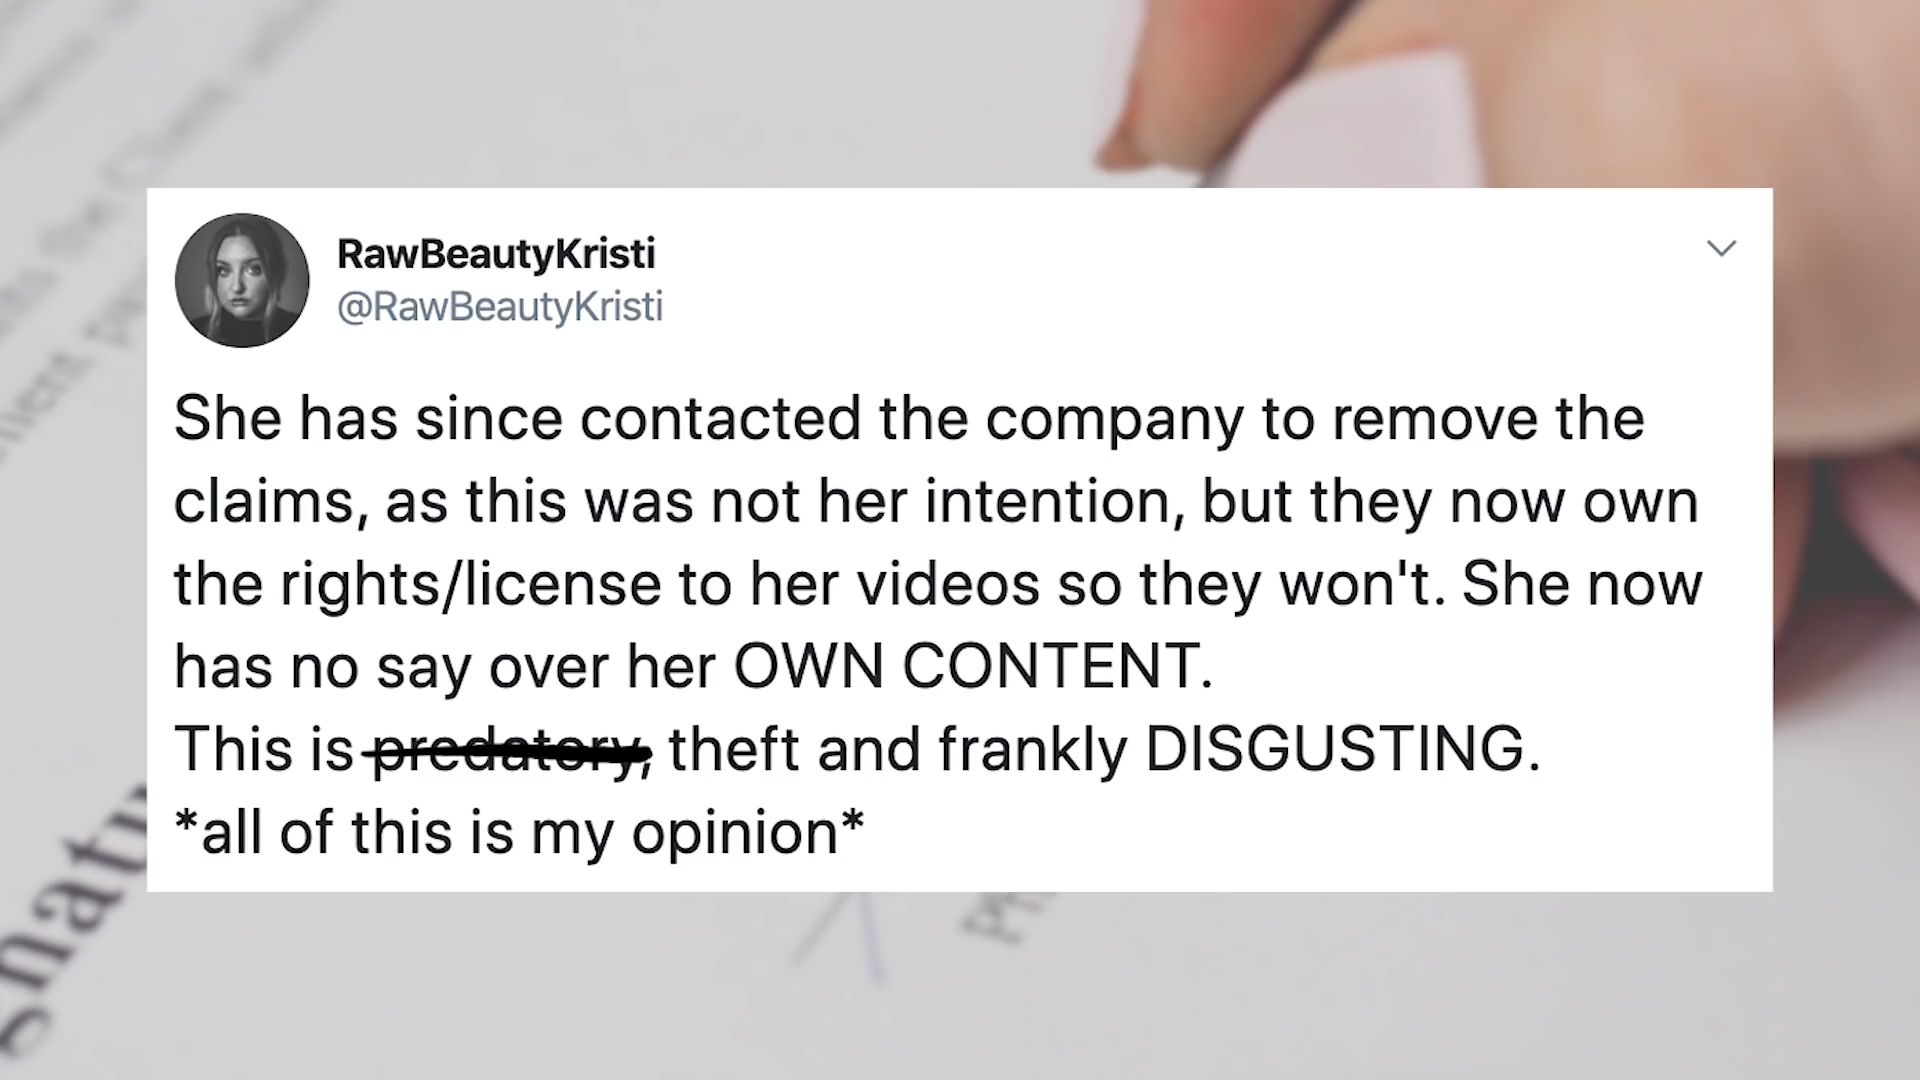 RawBeautyKristi
@RawBeautyKristi
She has since contacted the company to remove the
claims, as this was not her intention, but they now own
the rights/license to her videos so they won't. She now
has no say over her OWN CONTENT.
This is predatory, theft and frankly DISGUSTING.
*all of this is my opinion*